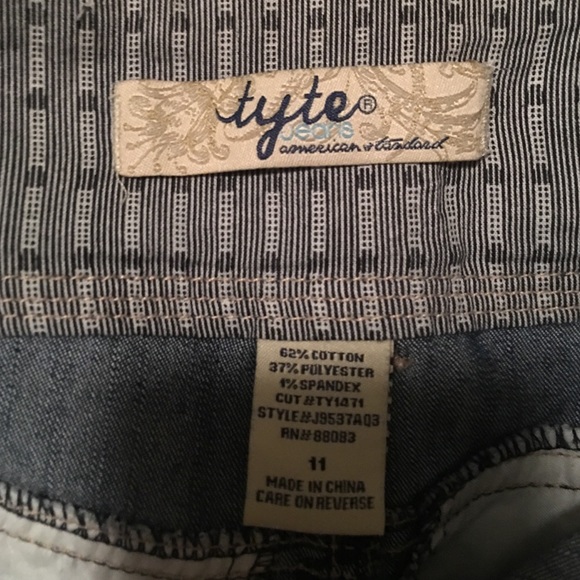 tyte®
jeans
american standard
62% COTTON
37% POLYESTER
1% SPANDEX
CUT#TY1471
STYLE#J9537AQ3
RN#88083
11
MADE IN CHINA
CARE ON REVERSE